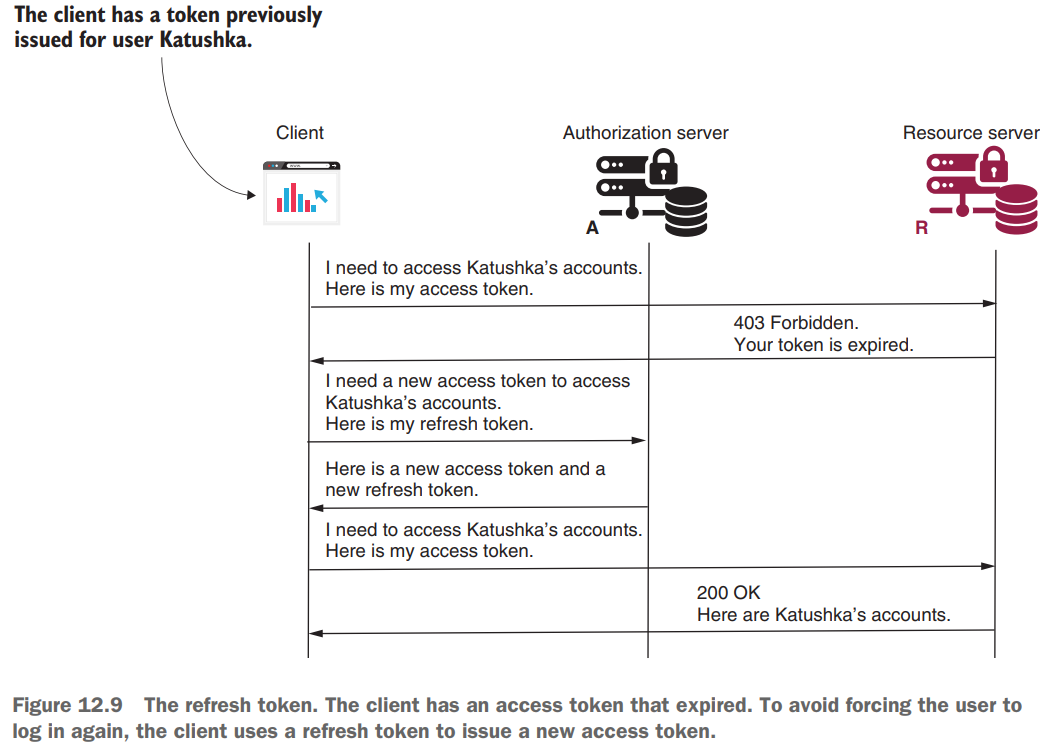 The client has a token previously
issued for user Katushka.
Client
Authorization server
Resource server
A
R
I need to access Katushka's accounts.
Here is my access token.
403 Forbidden.
Your token is expired.
I need a new access token to access
Katushka's accounts.
Here is my refresh token.
Here is a new access token and a
new refresh token.
I need to access Katushka's accounts.
Here is my access token.
200 OK
Here are Katushka's accounts.
Figure 12.9 The refresh token. The client has an access token that expired. To avoid forcing the user to
log in again, the client uses a refresh token to issue a new access token.